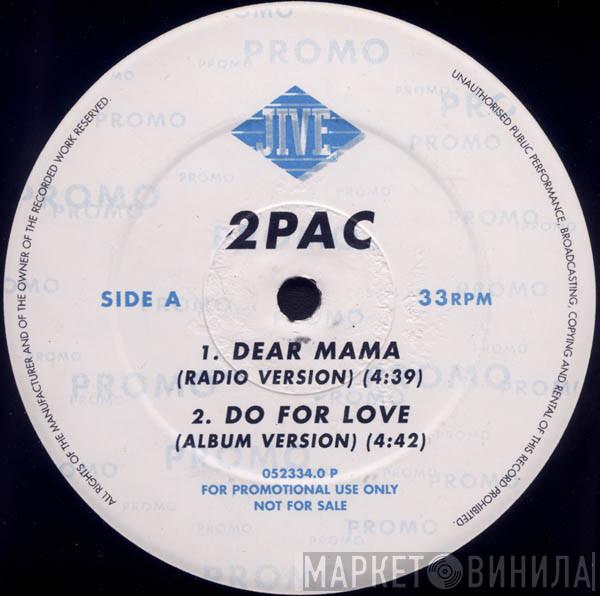 PROMO
JIVE
2PAC
SIDE A
33RPM
1. DEAR MAMA
(RADIO VERSION) (4:39)
2. DO FOR LOVE
(ALBUM VERSION) (4:42)
052334.0 P
FOR PROMOTIONAL USE ONLY
NOT FOR SALE
ALL RIGHTS OF THE MANUFACTURER AND OF THE OWNER OF THE RECORDED WORK RESERVED.
UNAUTHORISED PUBLIC PERFORMANCE, BROADCASTING, COPYING AND RENTAL OF THIS RECORD PROHIBITED.
МАРКЕТ ВИНИЛА